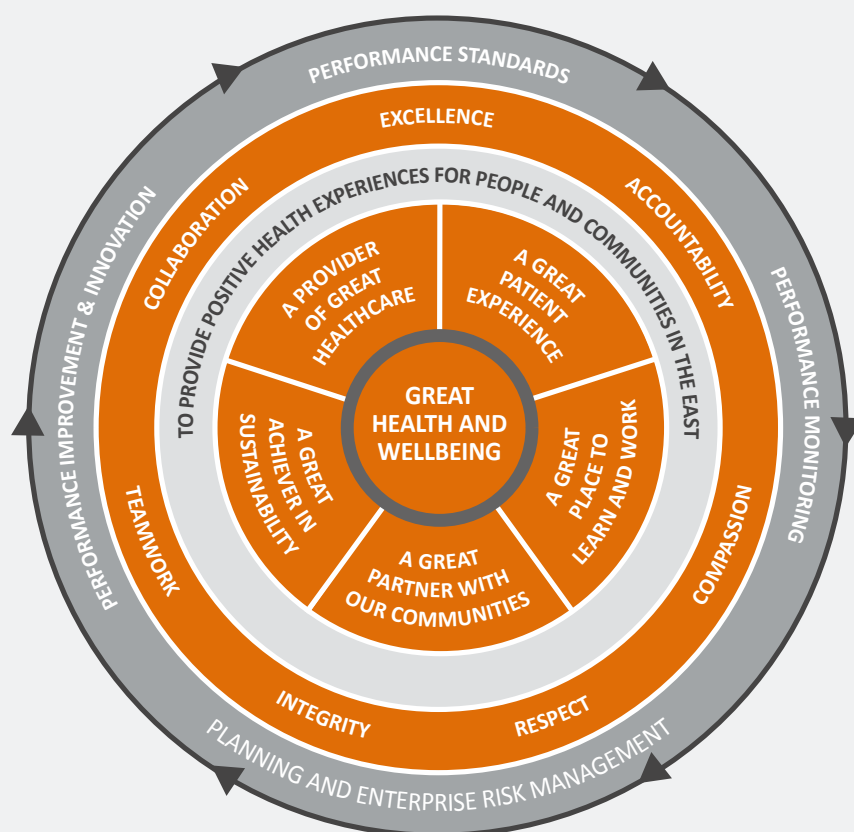 PERFORMANCE STANDARDS
PERFORMANCE MONITORING
PLANNING AND ENTERPRISE RISK MANAGEMENT
PERFORMANCE IMPROVEMENT & INNOVATION
EXCELLENCE
ACCOUNTABILITY
COMPASSION
RESPECT
INTEGRITY
TEAMWORK
COLLABORATION
TO PROVIDE POSITIVE HEALTH EXPERIENCES FOR PEOPLE AND COMMUNITIES IN THE EAST
A PROVIDER
OF GREAT
HEALTHCARE
A GREAT
PATIENT
EXPERIENCE
A GREAT
PLACE TO
LEARN AND WORK
A GREAT
PARTNER WITH
OUR COMMUNITIES
A GREAT
ACHIEVER IN
SUSTAINABILITY
GREAT
HEALTH AND
WELLBEING